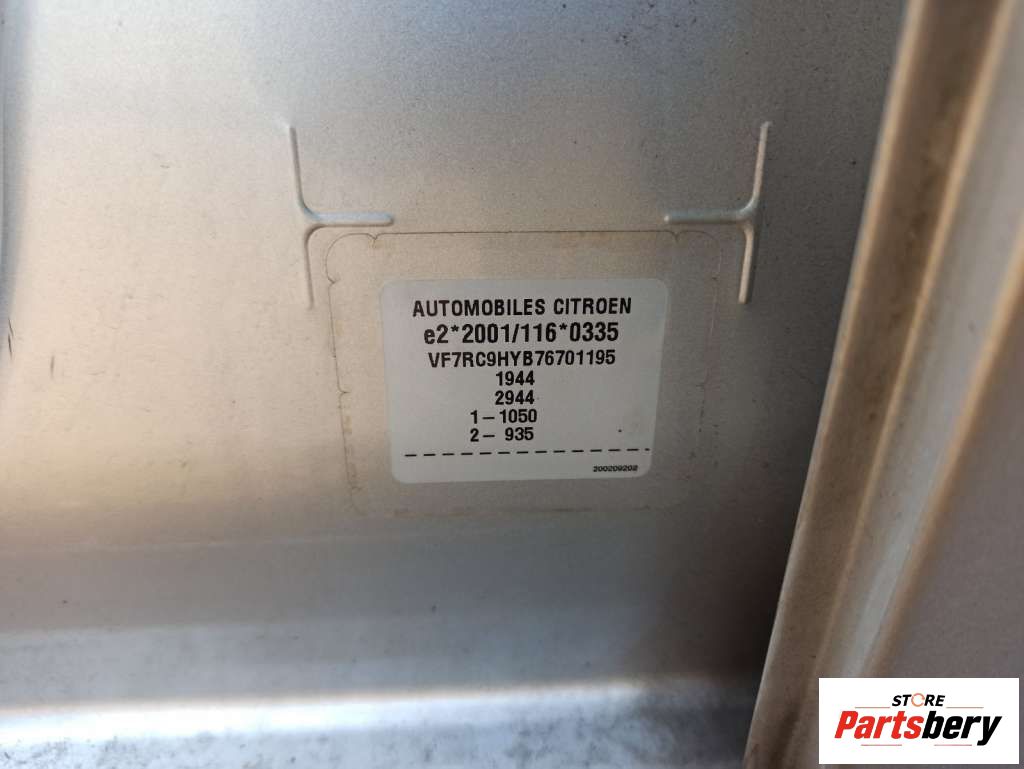 AUTOMOBILES CITROEN
e2*2001/116*0335
VF7RC9HYB76701195
1944
2944
1- 1050
2- 935
200209202
STORE
Partsbery